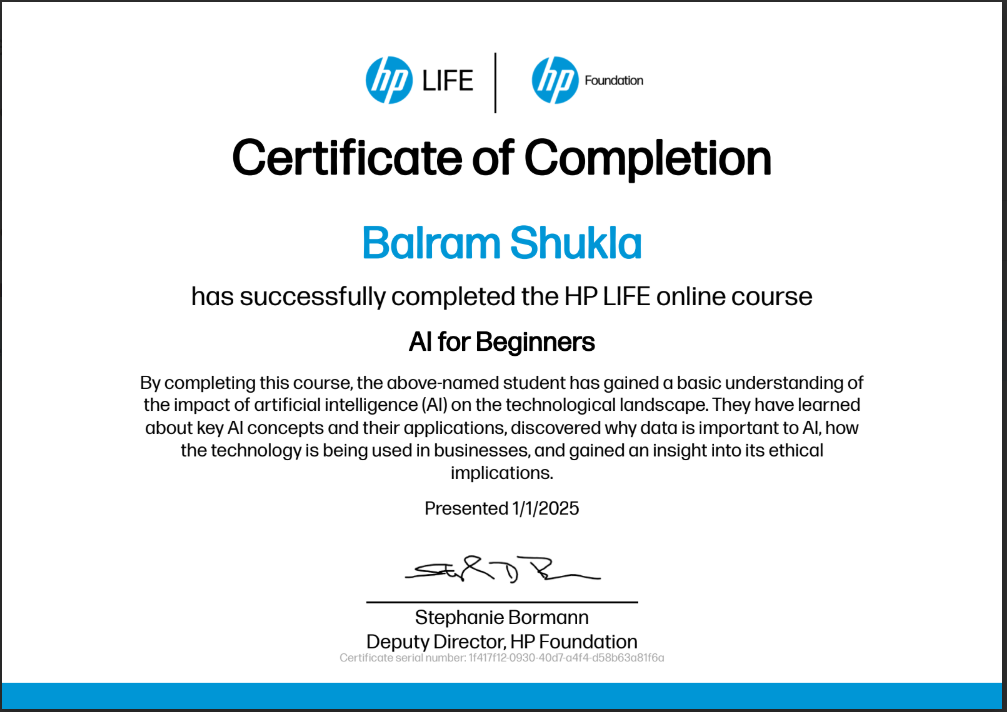 hp LIFE | hp Foundation
Certificate of Completion
Balram Shukla
has successfully completed the HP LIFE online course
AI for Beginners
By completing this course, the above-named student has gained a basic understanding of
the impact of artificial intelligence (AI) on the technological landscape. They have learned
about key AI concepts and their applications, discovered why data is important to AI, how
the technology is being used in businesses, and gained an insight into its ethical
implications.
Presented 1/1/2025
Stephanie Bormann
Deputy Director, HP Foundation
Certificate serial number: 1f417f12-0930-40d7-a4f4-d58b63a81f6a